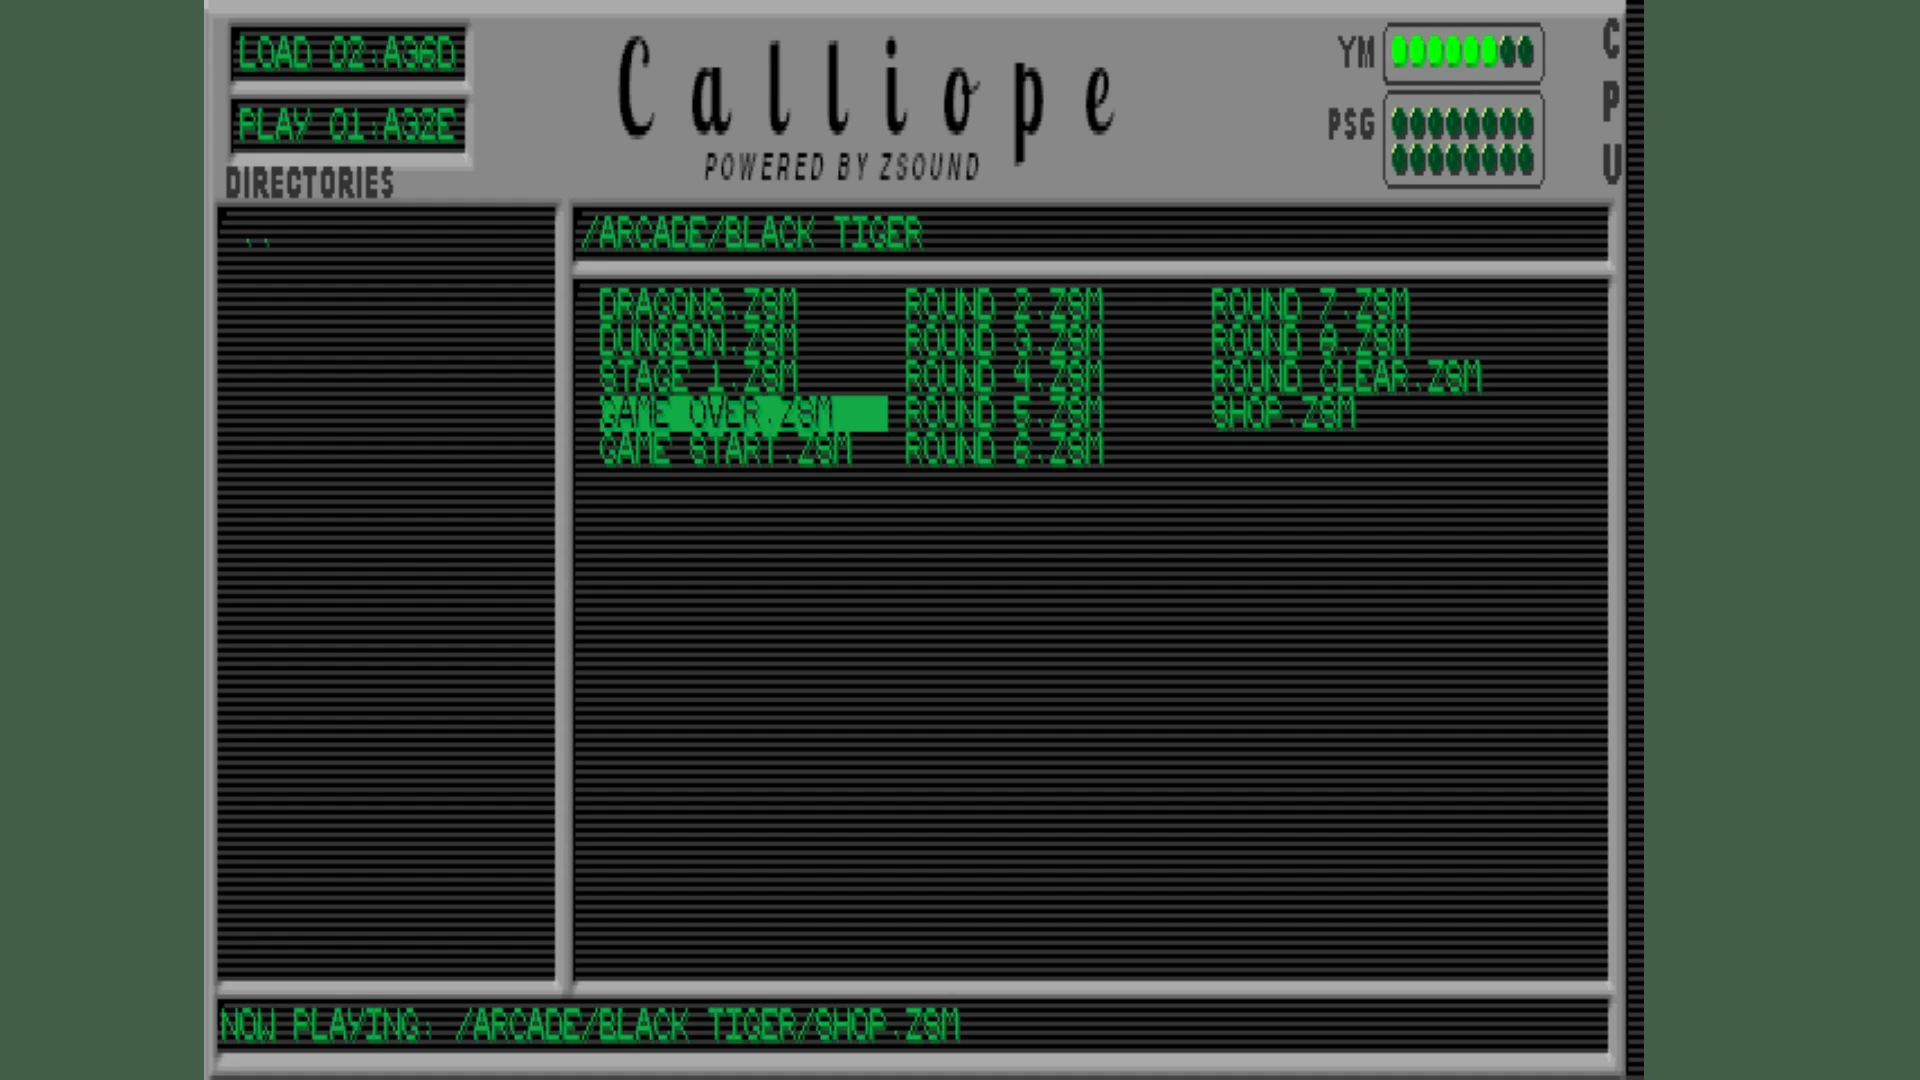 LOAD 02:A36D
PLAY 01:A32E
DIRECTORIES
Calliope
POWERED BY ZSOUND
YM
PSG
CPU
..
/ARCADE/BLACK TIGER
DRAGONS.ZSM
DUNGEON.ZSM
STAGE 1.ZSM
GAME OVER.ZSM
GAME START.ZSM
ROUND 2.ZSM
ROUND 3.ZSM
ROUND 4.ZSM
ROUND 5.ZSM
ROUND 6.ZSM
ROUND 7.ZSM
ROUND 8.ZSM
ROUND CLEAR.ZSM
SHOP.ZSM
NOW PLAYING: /ARCADE/BLACK TIGER/SHOP.ZSM